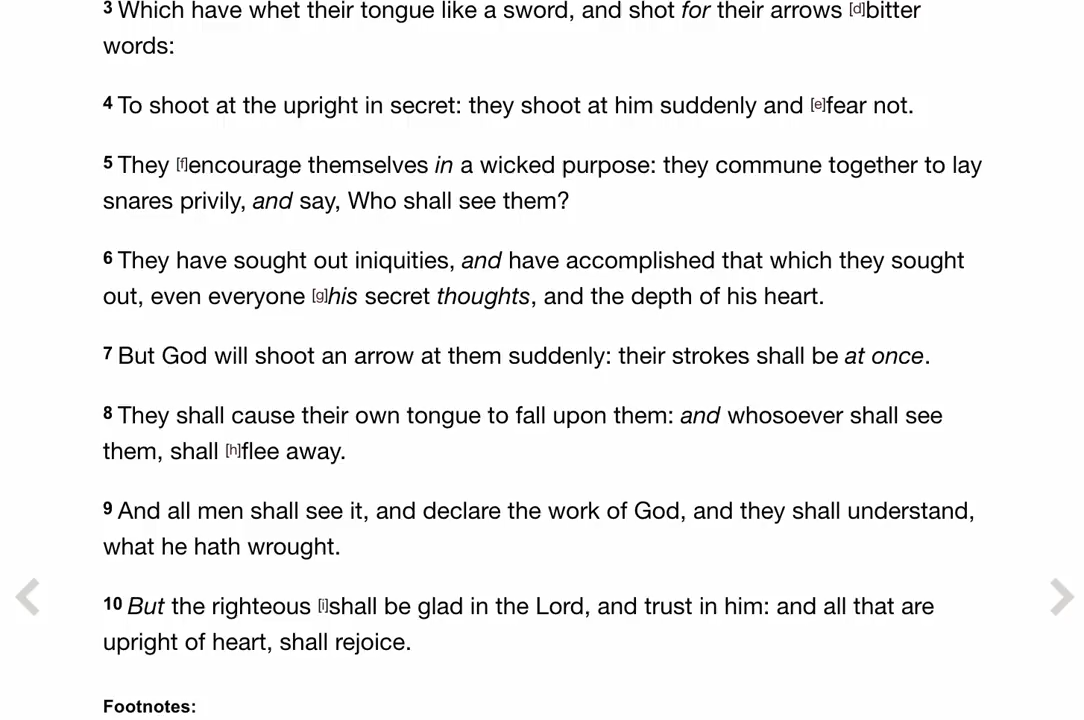 3 Which have whet their tongue like a sword, and shot for their arrows [d]bitter
words:
4 To shoot at the upright in secret: they shoot at him suddenly and [e]fear not.
5 They [f]encourage themselves in a wicked purpose: they commune together to lay
snares privily, and say, Who shall see them?
6 They have sought out iniquities, and have accomplished that which they sought
out, even everyone [g]his secret thoughts, and the depth of his heart.
7 But God will shoot an arrow at them suddenly: their strokes shall be at once.
8 They shall cause their own tongue to fall upon them: and whosoever shall see
them, shall [h]flee away.
9 And all men shall see it, and declare the work of God, and they shall understand,
what he hath wrought.
10 But the righteous [i]shall be glad in the Lord, and trust in him: and all that are
upright of heart, shall rejoice.
Footnotes: